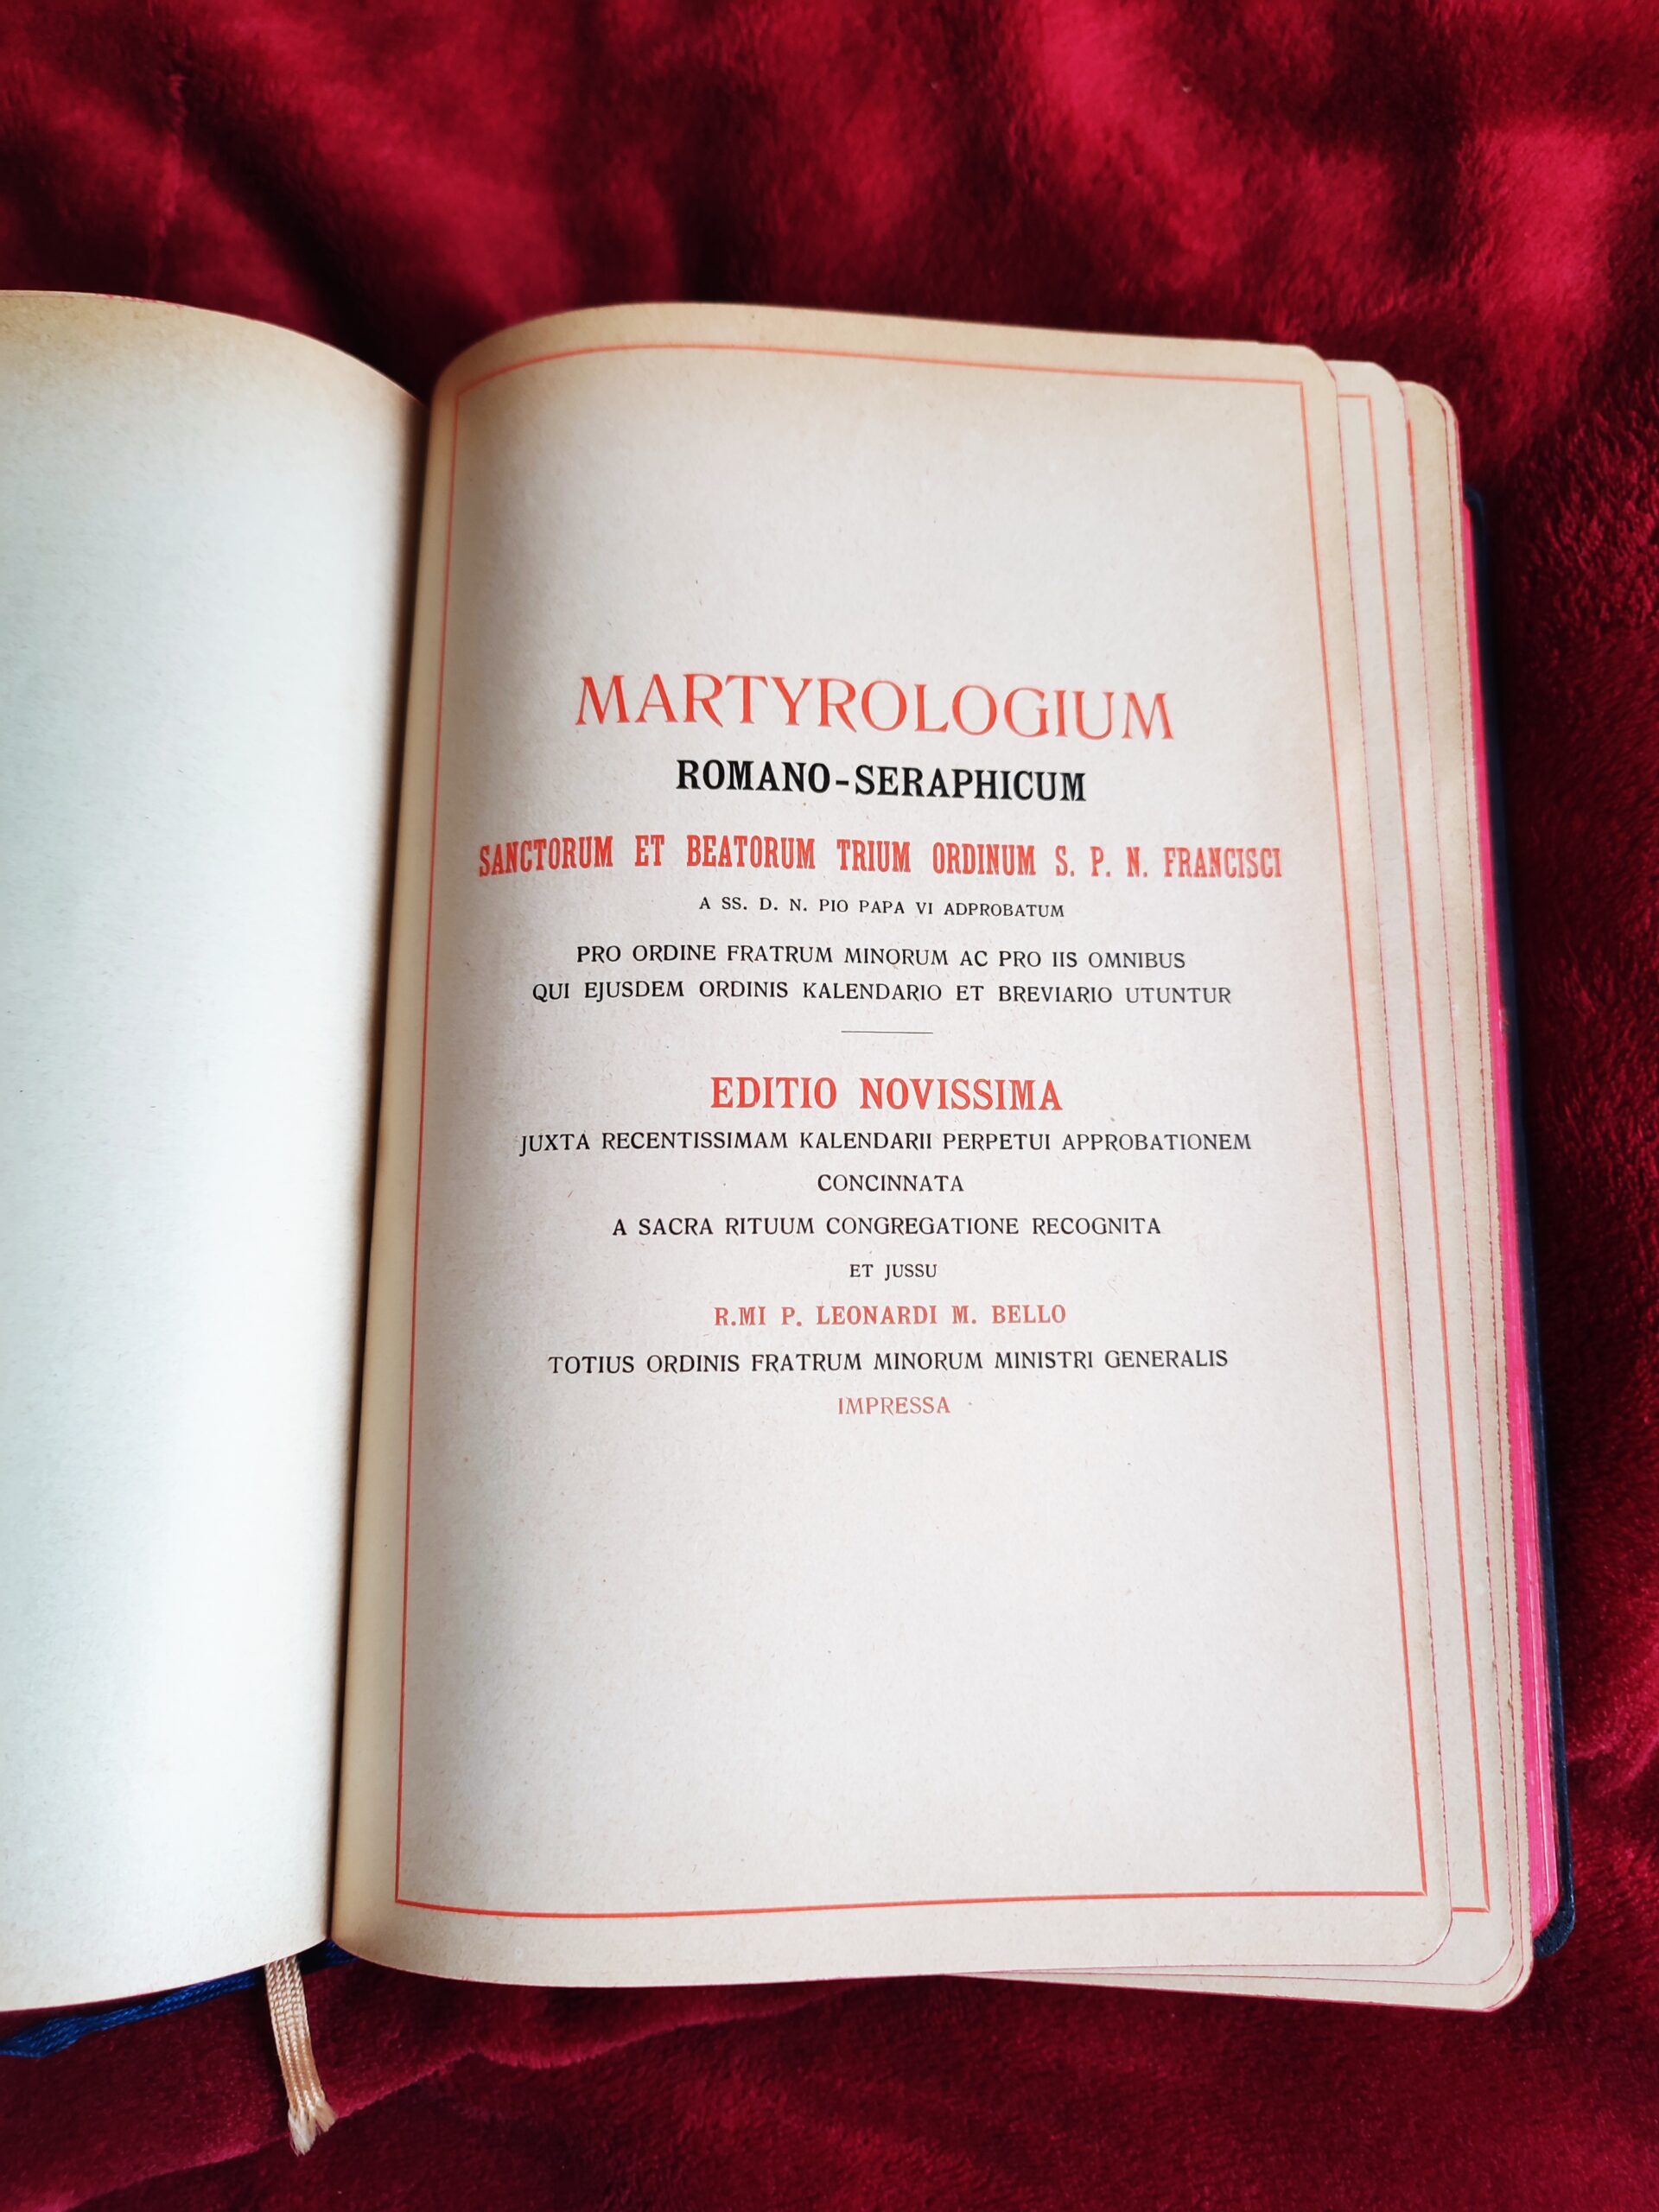 MARTYROLOGIUM
ROMANO-SERAPHICUM
SANCTORUM ET BEATORUM TRIUM ORDINUM S. P. N. FRANCISCI
A SS. D. N. PIO PAPA VI ADPROBATUM
PRO ORDINE FRATRUM MINORUM AC PRO IIS OMNIBUS
QUI EJUSDEM ORDINIS KALENDARIO ET BREVIARIO UTUNTUR
EDITIO NOVISSIMA
JUXTA RECENTISSIMAM KALENDARII PERPETUI APPROBATIONEM
CONCINNATA
A SACRA RITUUM CONGREGATIONE RECOGNITA
ET JUSSU
R.MI P. LEONARDI M. BELLO
TOTIUS ORDINIS FRATRUM MINORUM MINISTRI GENERALIS
IMPRESSA